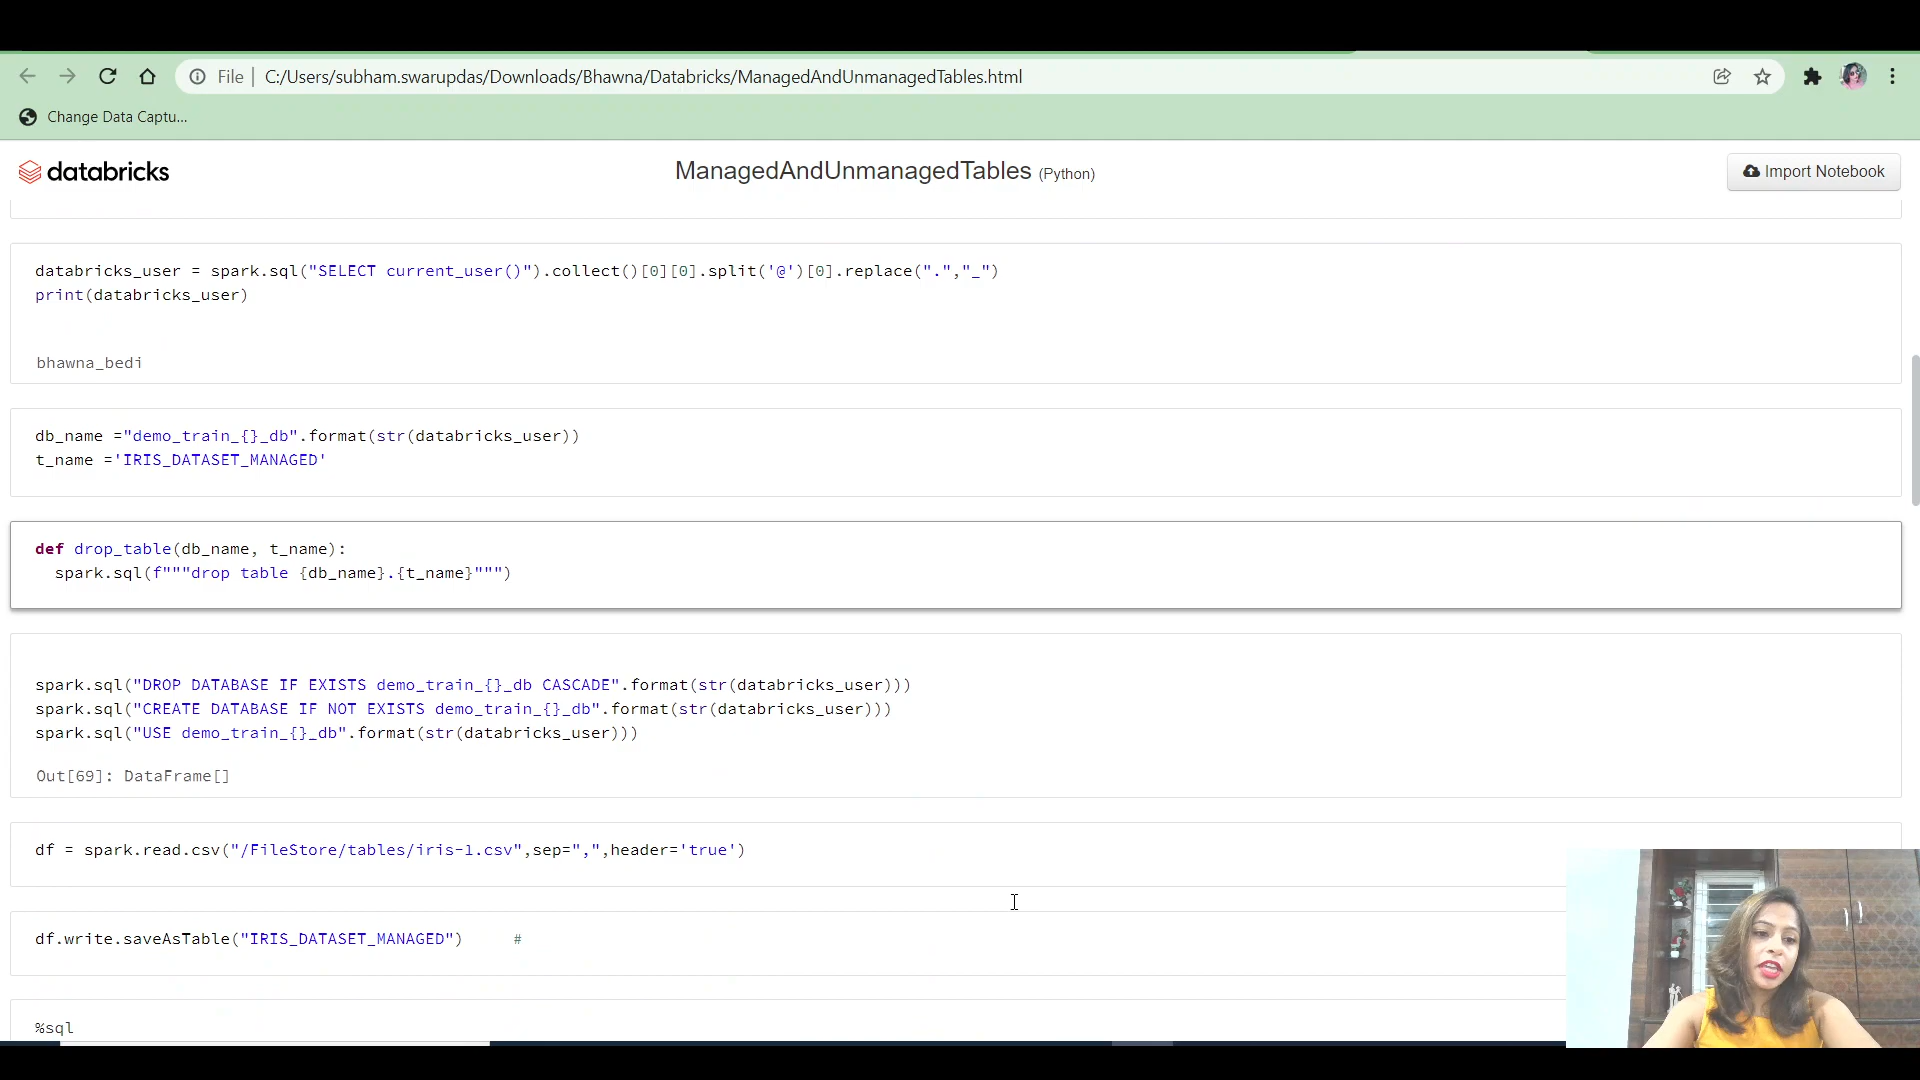 File | C:/Users/subham.swarupdas/Downloads/Bhawna/Databricks/ManagedAndUnmanagedTables.html
Change Data Captu...
databricks
ManagedAndUnmanagedTables (Python)
Import Notebook
databricks_user = spark.sql("SELECT current_user()").collect()[0][0].split('@')[0].replace(".","_")
print(databricks_user)
bhawna_bedi
db_name ="demo_train_{}_db".format(str(databricks_user))
t_name ='IRIS_DATASET_MANAGED'
def drop_table(db_name, t_name):
  spark.sql(f"""drop table {db_name}.{t_name}""")
spark.sql("DROP DATABASE IF EXISTS demo_train_{}_db CASCADE".format(str(databricks_user)))
spark.sql("CREATE DATABASE IF NOT EXISTS demo_train_{}_db".format(str(databricks_user)))
spark.sql("USE demo_train_{}_db".format(str(databricks_user)))
Out[69]: DataFrame[]
df = spark.read.csv("/FileStore/tables/iris-1.csv",sep=",",header='true')
df.write.saveAsTable("IRIS_DATASET_MANAGED")     #
%sql